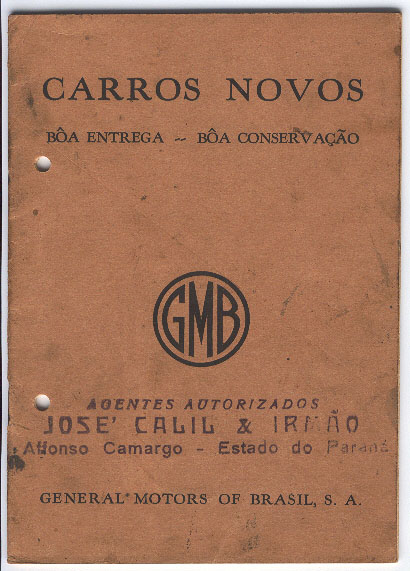 CARROS NOVOS
BÔA ENTREGA -- BÔA CONSERVAÇÃO
GMB
AGENTES AUTORIZADOS
JOSE' CALIL & IRMÃO
Affonso Camargo - Estado do Paraná
GENERAL MOTORS OF BRASIL, S. A.